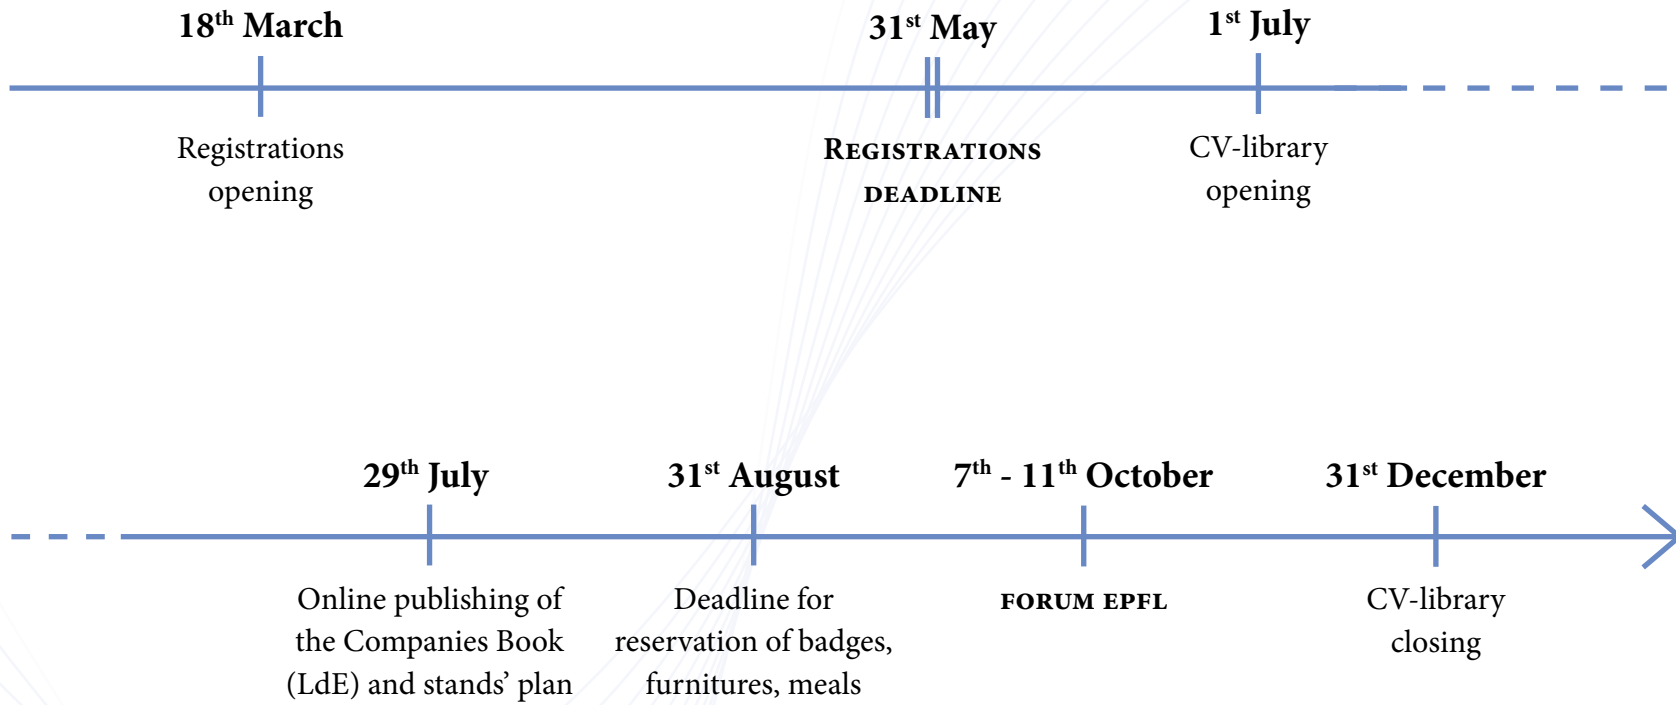 18th March
31st May
1st July
Registrations
opening
Registrations
deadline
CV-library
opening
29th July
31st August
7th - 11th October
31st December
Online publishing of
the Companies Book
(LdE) and stands’ plan
Deadline for
reservation of badges,
furnitures, meals
forum epfl
CV-library
closing